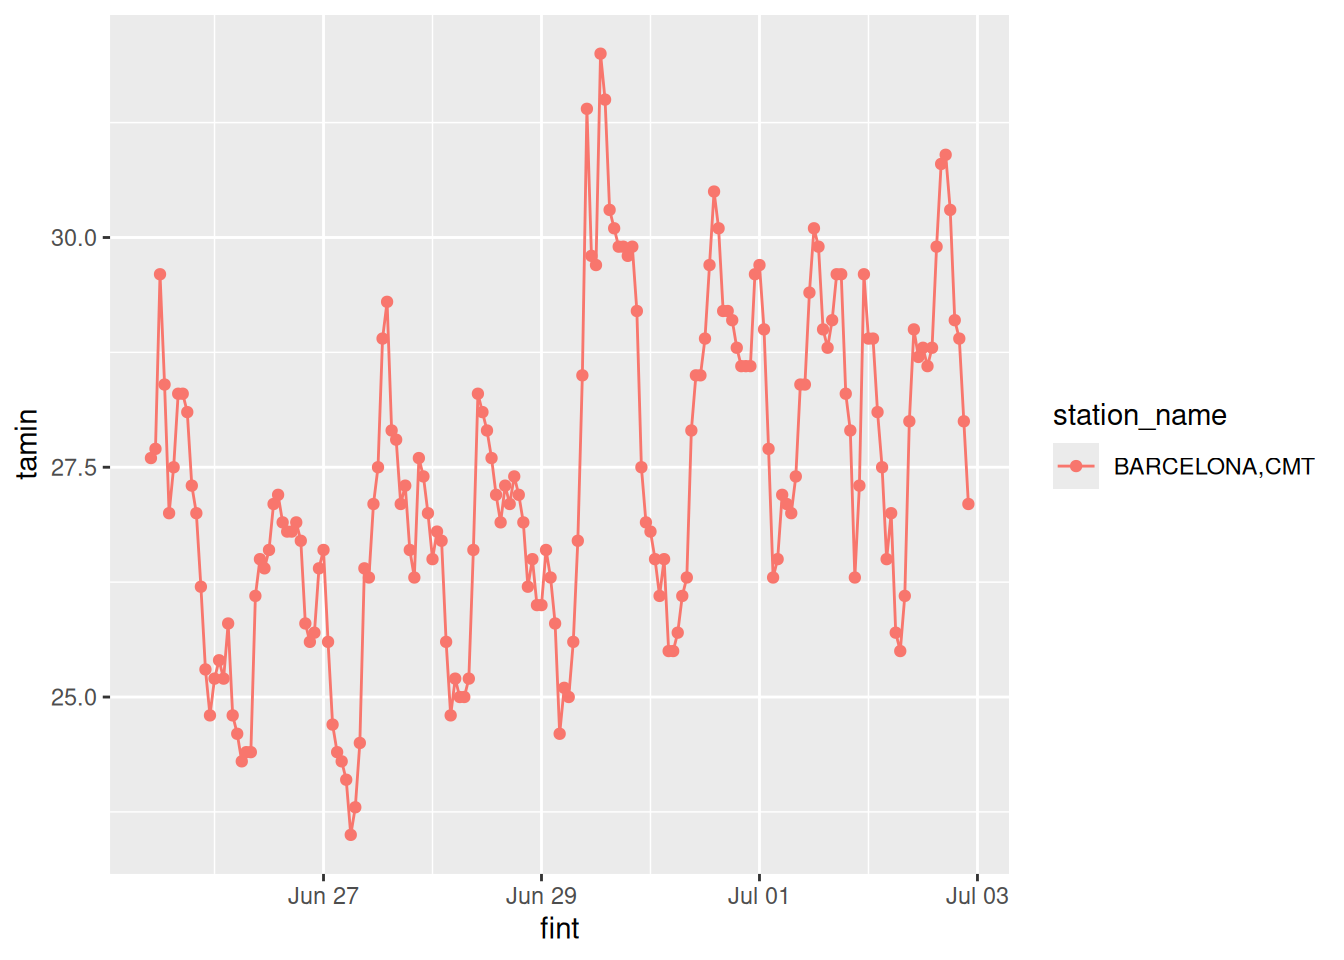 30.0
27.5
25.0
tamin
Jun 27
Jun 29
Jul 01
Jul 03
fint
station_name
BARCELONA,CMT